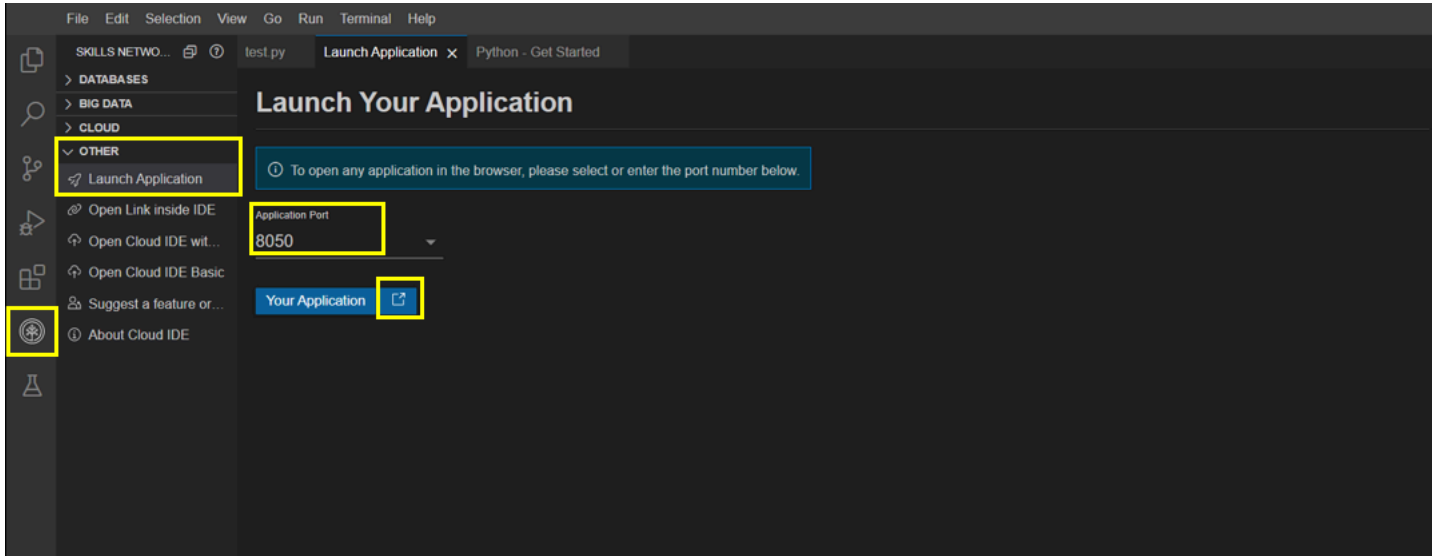 File Edit Selection View Go Run Terminal Help
SKILLS NETWO... test.py Launch Application Python - Get Started
DATABASES
BIG DATA
CLOUD
OTHER
Launch Application
Open Link inside IDE
Open Cloud IDE wit...
Open Cloud IDE Basic
Suggest a feature or...
About Cloud IDE
Launch Your Application
To open any application in the browser, please select or enter the port number below.
Application Port
8050
Your Application